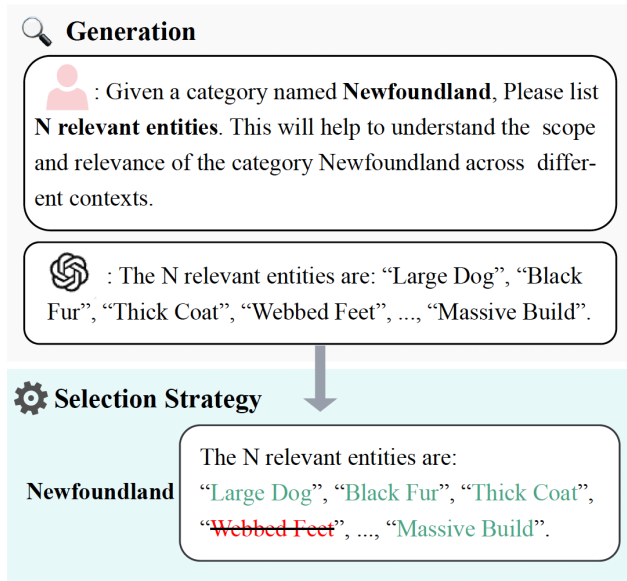 Generation
: Given a category named Newfoundland, Please list
N relevant entities. This will help to understand the scope
and relevance of the category Newfoundland across differ-
ent contexts.
: The N relevant entities are: “Large Dog”, “Black
Fur”, “Thick Coat”, “Webbed Feet”, ..., “Massive Build”.
Selection Strategy
Newfoundland
The N relevant entities are:
“Large Dog”, “Black Fur”, “Thick Coat”,
“Webbed Feet”, ..., “Massive Build”.